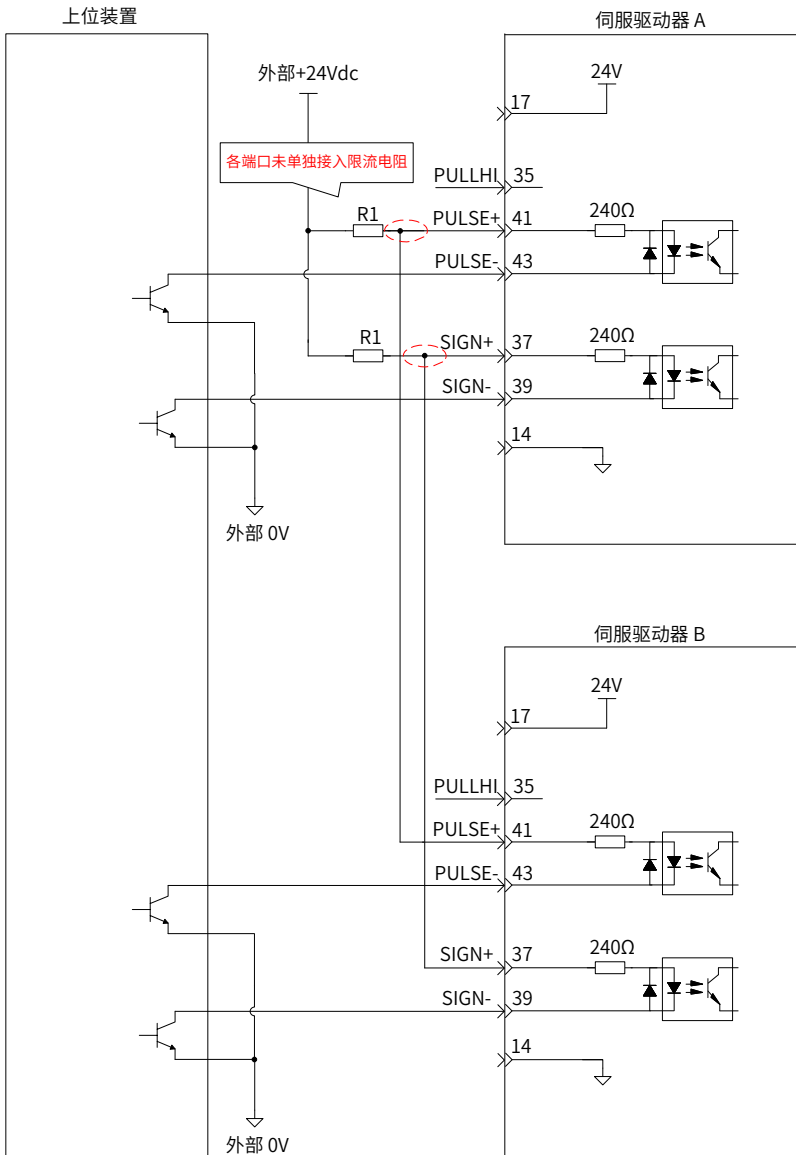 上位装置
伺服驱动器 A
外部+24Vdc
24V
17
各端口未单独接入限流电阻
PULLHI 35
R1
PULSE+ 41
240Ω
PULSE- 43
R1
SIGN+ 37
240Ω
SIGN- 39
14
外部 0V
伺服驱动器 B
24V
17
PULLHI 35
PULSE+ 41
240Ω
PULSE- 43
SIGN+ 37
240Ω
SIGN- 39
14
外部 0V